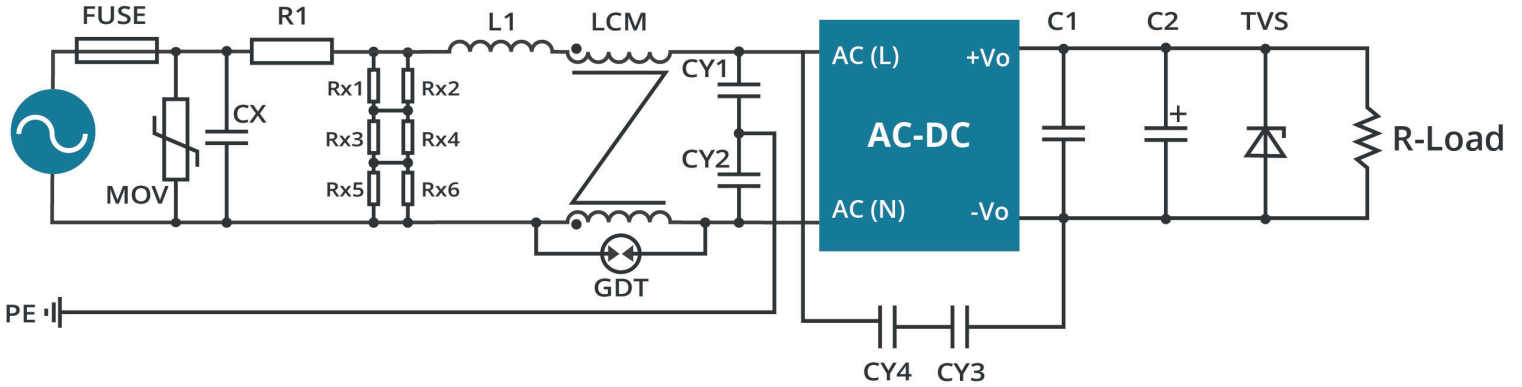 FUSE
R1
L1
LCM
C1
C2
TVS
AC (L)
+Vo
CY1
Rx1
Rx2
CX
+
AC-DC
R-Load
Rx3
Rx4
CY2
MOV
Rx5
Rx6
AC (N)
-Vo
GDT
PE
CY4
CY3